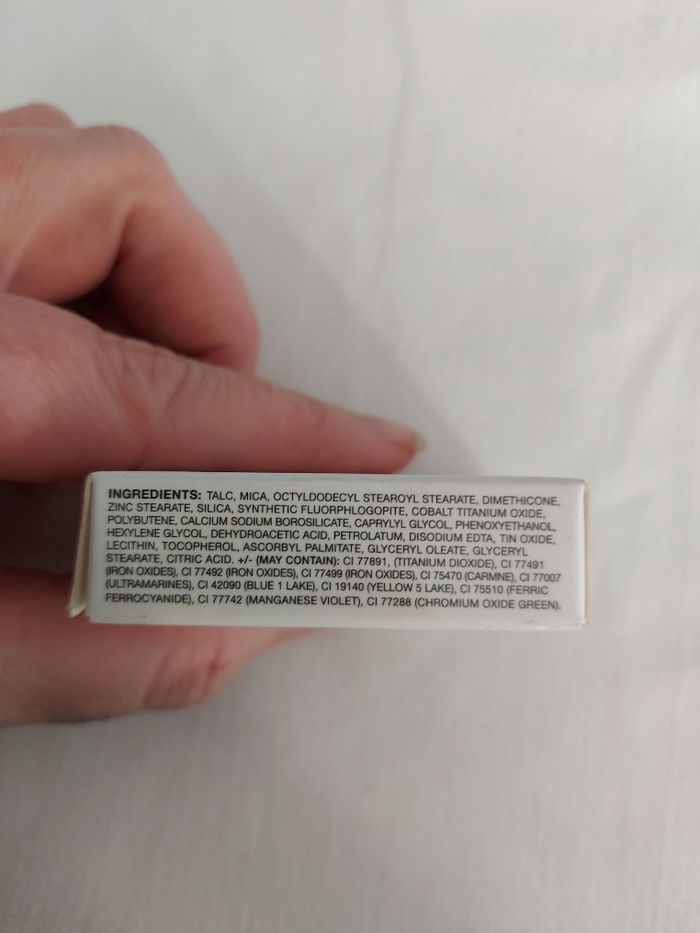 INGREDIENTS: TALC, MICA, OCTYLDODECYL STEAROYL STEARATE, DIMETHICONE,
ZINC STEARATE, SILICA, SYNTHETIC FLUORPHLOGOPITE, COBALT TITANIUM OXIDE,
POLYBUTENE, CALCIUM SODIUM BOROSILICATE, CAPRYLYL GLYCOL, PHENOXYETHANOL,
HEXYLENE GLYCOL, DEHYDROACETIC ACID, PETROLATUM, DISODIUM EDTA, TIN OXIDE,
LECITHIN, TOCOPHEROL, ASCORBYL PALMITATE, GLYCERYL OLEATE, GLYCERYL
STEARATE, CITRIC ACID. +/- (MAY CONTAIN): CI 77891, (TITANIUM DIOXIDE), CI 77491
(IRON OXIDES), CI 77492 (IRON OXIDES), CI 77499 (IRON OXIDES), CI 75470 (CARMNE), CI 77007
(ULTRAMARINES), CI 42090 (BLUE 1 LAKE), CI 19140 (YELLOW 5 LAKE), CI 75510 (FERRIC
FERROCYANIDE), CI 77742 (MANGANESE VIOLET), CI 77288 (CHROMIUM OXIDE GREEN).